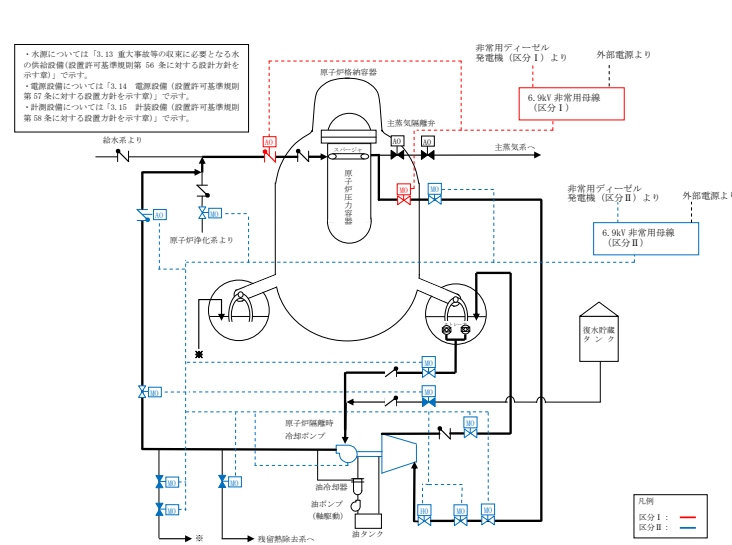 ・水源については「3.13 重大事故等の収束に必要となる水
の供給設備(設置許可基準規則第 56 条に対する設計方針を
示す章)」で示す。
・電源設備については「3.14 電源設備（設置許可基準規則
第 57 条に対する設置方針を示す章)」で示す。
・計測設備については「3.15 計装設備（設置許可基準規則
第 58 条に対する設置方針を示す章)」で示す。
非常用ディーゼル
発電機（区分Ⅰ）より
外部電源より
6.9kV 非常用母線
（区分Ⅰ）
原子炉格納容器
主蒸気隔離弁
給水系より
AO
スパージャ
AO
AO
主蒸気系へ
原子炉圧力容器
MO
MO
非常用ディーゼル
発電機（区分Ⅱ）より
外部電源より
6.9kV 非常用母線
（区分Ⅱ）
AO
MO
原子炉浄化系より
ストレーナ
復水貯蔵
タンク
※
MO
MO
MO
原子炉隔離時
冷却ポンプ
MO
MO
MO
油冷却器
油ポンプ
（軸駆動）
油タンク
MO
HO
MO
MO
※
残留熱除去系へ
凡例
区分Ⅰ：
区分Ⅱ：